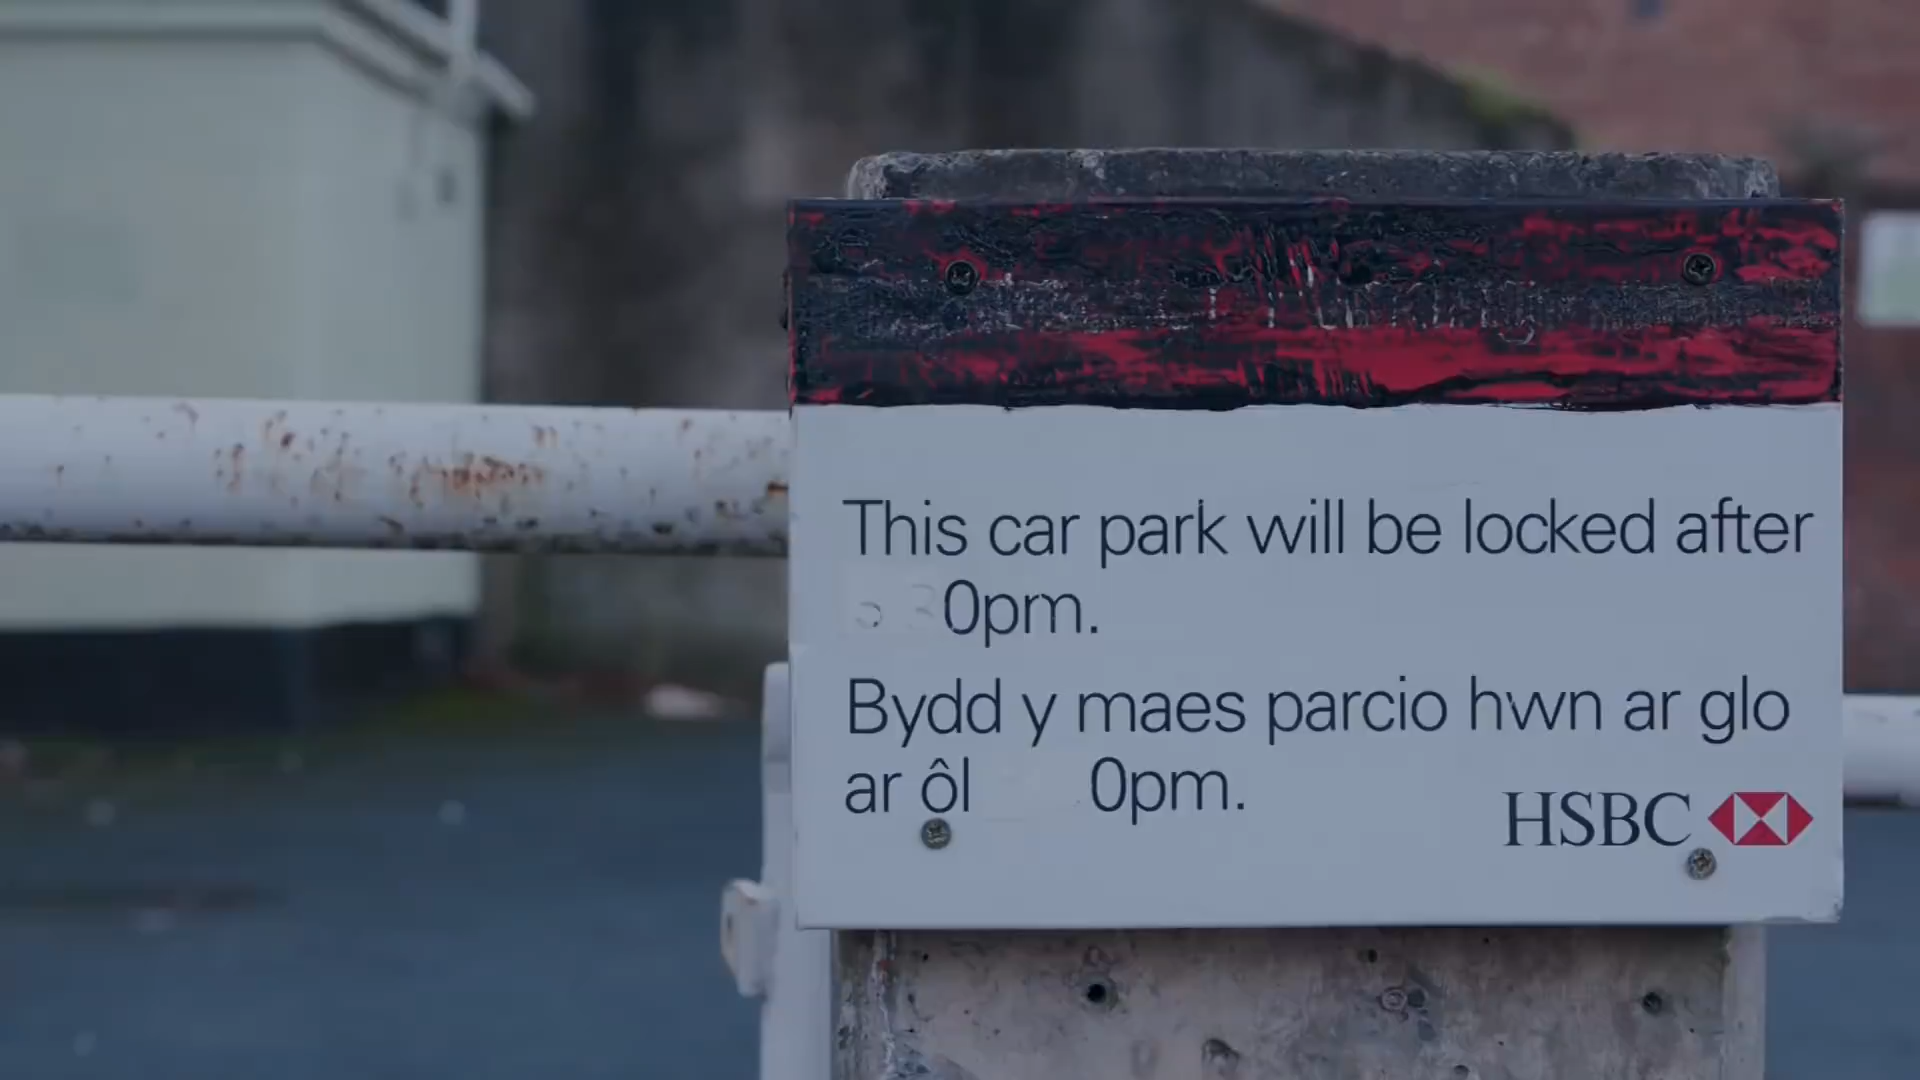 This car park will be locked after
0pm.
Bydd y maes parcio hwn ar glo
ar ôl 0pm.
HSBC